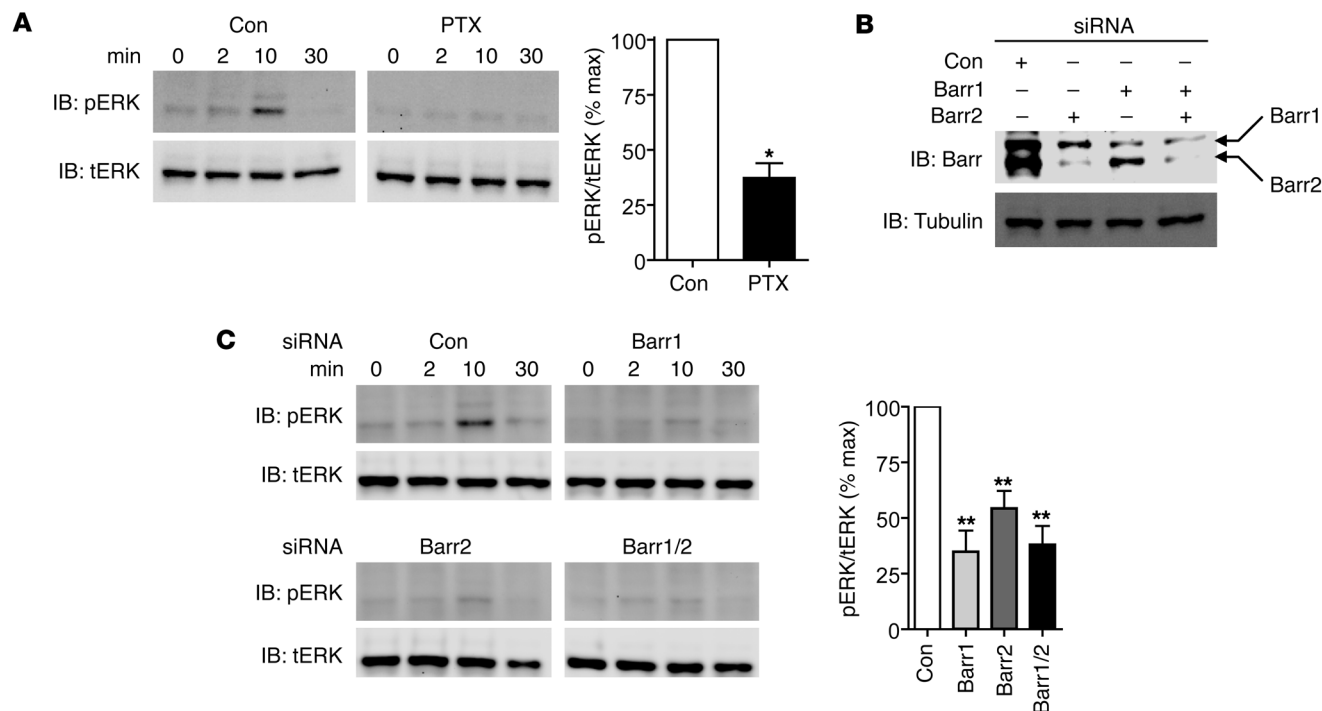 A
Con PTX
min 0 2 10 30 0 2 10 30
IB: pERK
IB: tERK
pERK/tERK (% max)
100
75
50
25
0
*
Con PTX
B
siRNA
Con + – – –
Barr1 – – + +
Barr2 – + – +
IB: Barr
Barr1
Barr2
IB: Tubulin
C
siRNA Con Barr1
min 0 2 10 30 0 2 10 30
IB: pERK
IB: tERK
siRNA Barr2 Barr1/2
IB: pERK
IB: tERK
pERK/tERK (% max)
100
75
50
25
0
** ** **
Con Barr1 Barr2 Barr1/2